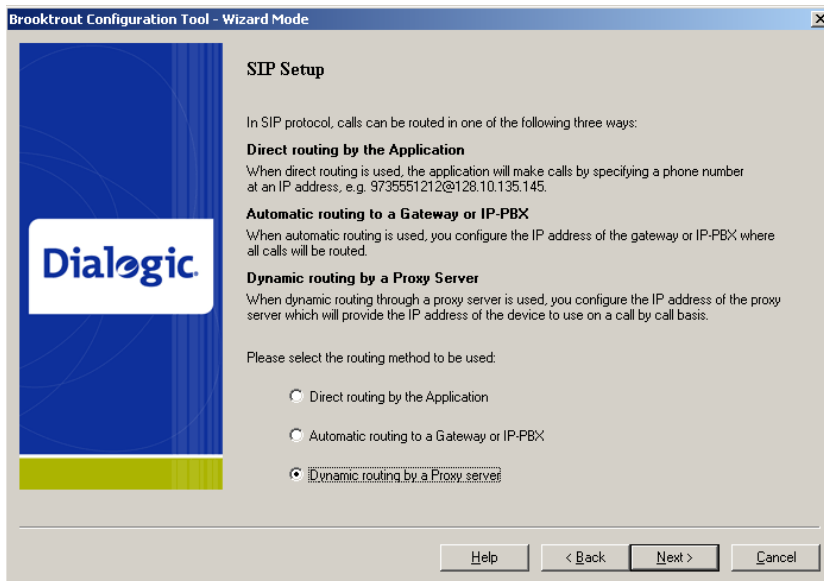 Brooktrout Configuration Tool - Wizard Mode
SIP Setup
In SIP protocol, calls can be routed in one of the following three ways:
Direct routing by the Application
When direct routing is used, the application will make calls by specifying a phone number
at an IP address, e.g. 9735551212@128.10.135.145.
Automatic routing to a Gateway or IP-PBX
When automatic routing is used, you configure the IP address of the gateway or IP-PBX where
all calls will be routed.
Dynamic routing by a Proxy Server
When dynamic routing through a proxy server is used, you configure the IP address of the proxy
server which will provide the IP address of the device to use on a call by call basis.
Dialogic.
Please select the routing method to be used:
Direct routing by the Application
Automatic routing to a Gateway or IP-PBX
Dynamic routing by a Proxy server
Help
< Back
Next >
Cancel